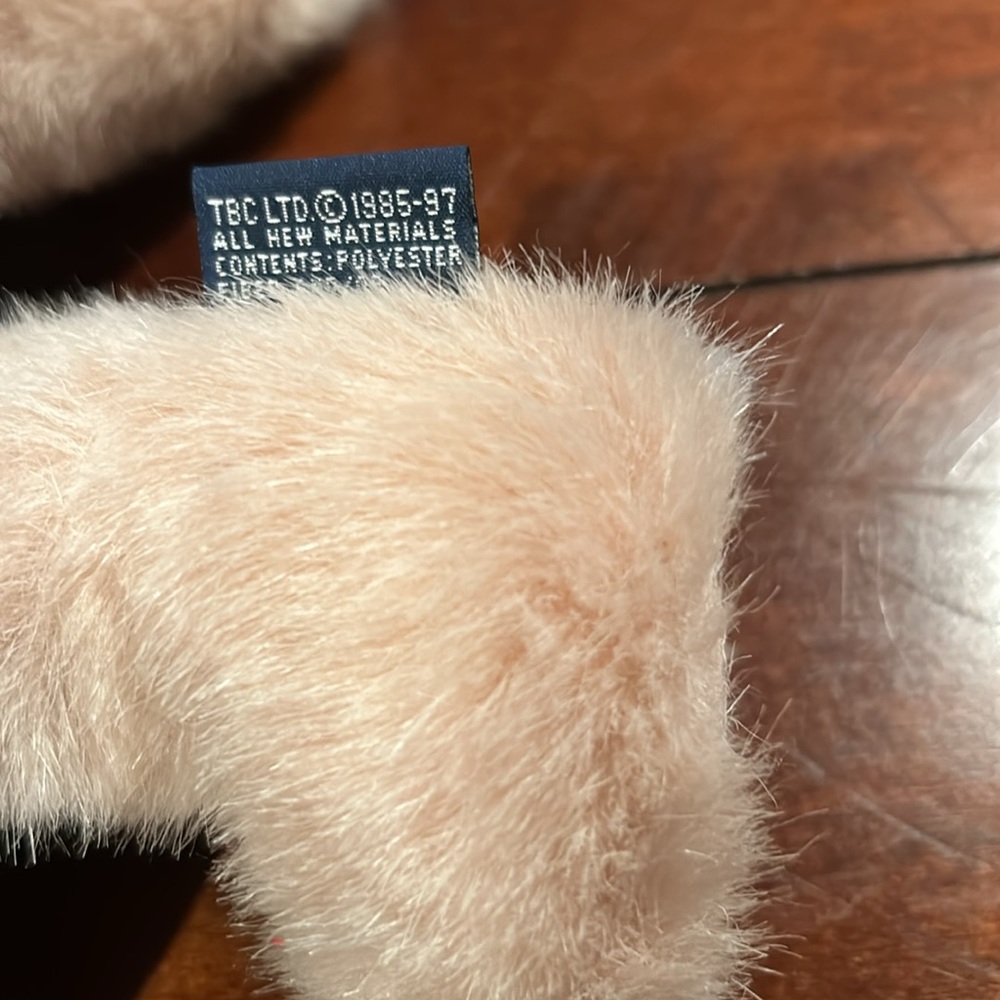 TBC LTD.©1985-97
ALL NEW MATERIALS
CONTENTS:POLYESTER